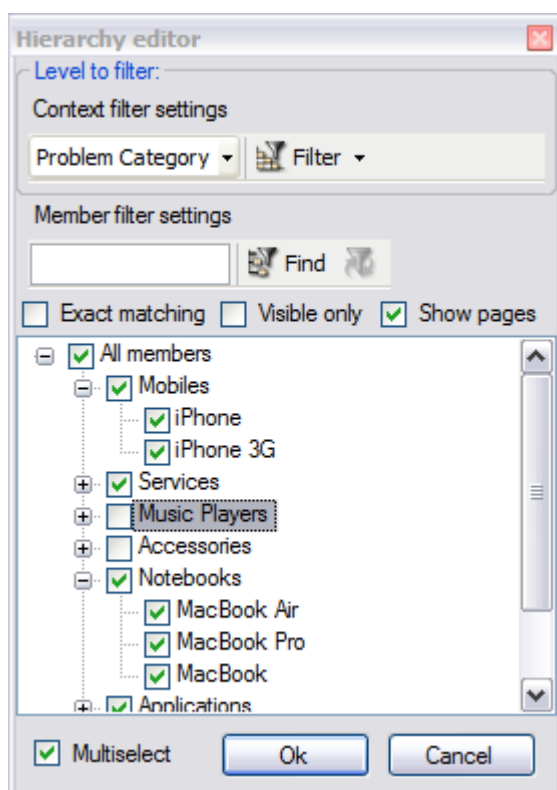 Hierarchy editor
Level to filter:
Context filter settings
Problem Category Filter
Member filter settings
Find
Exact matching Visible only Show pages
All members
Mobiles
iPhone
iPhone 3G
Services
Music Players
Accessories
Notebooks
MacBook Air
MacBook Pro
MacBook
Applications
Multiselect Ok Cancel